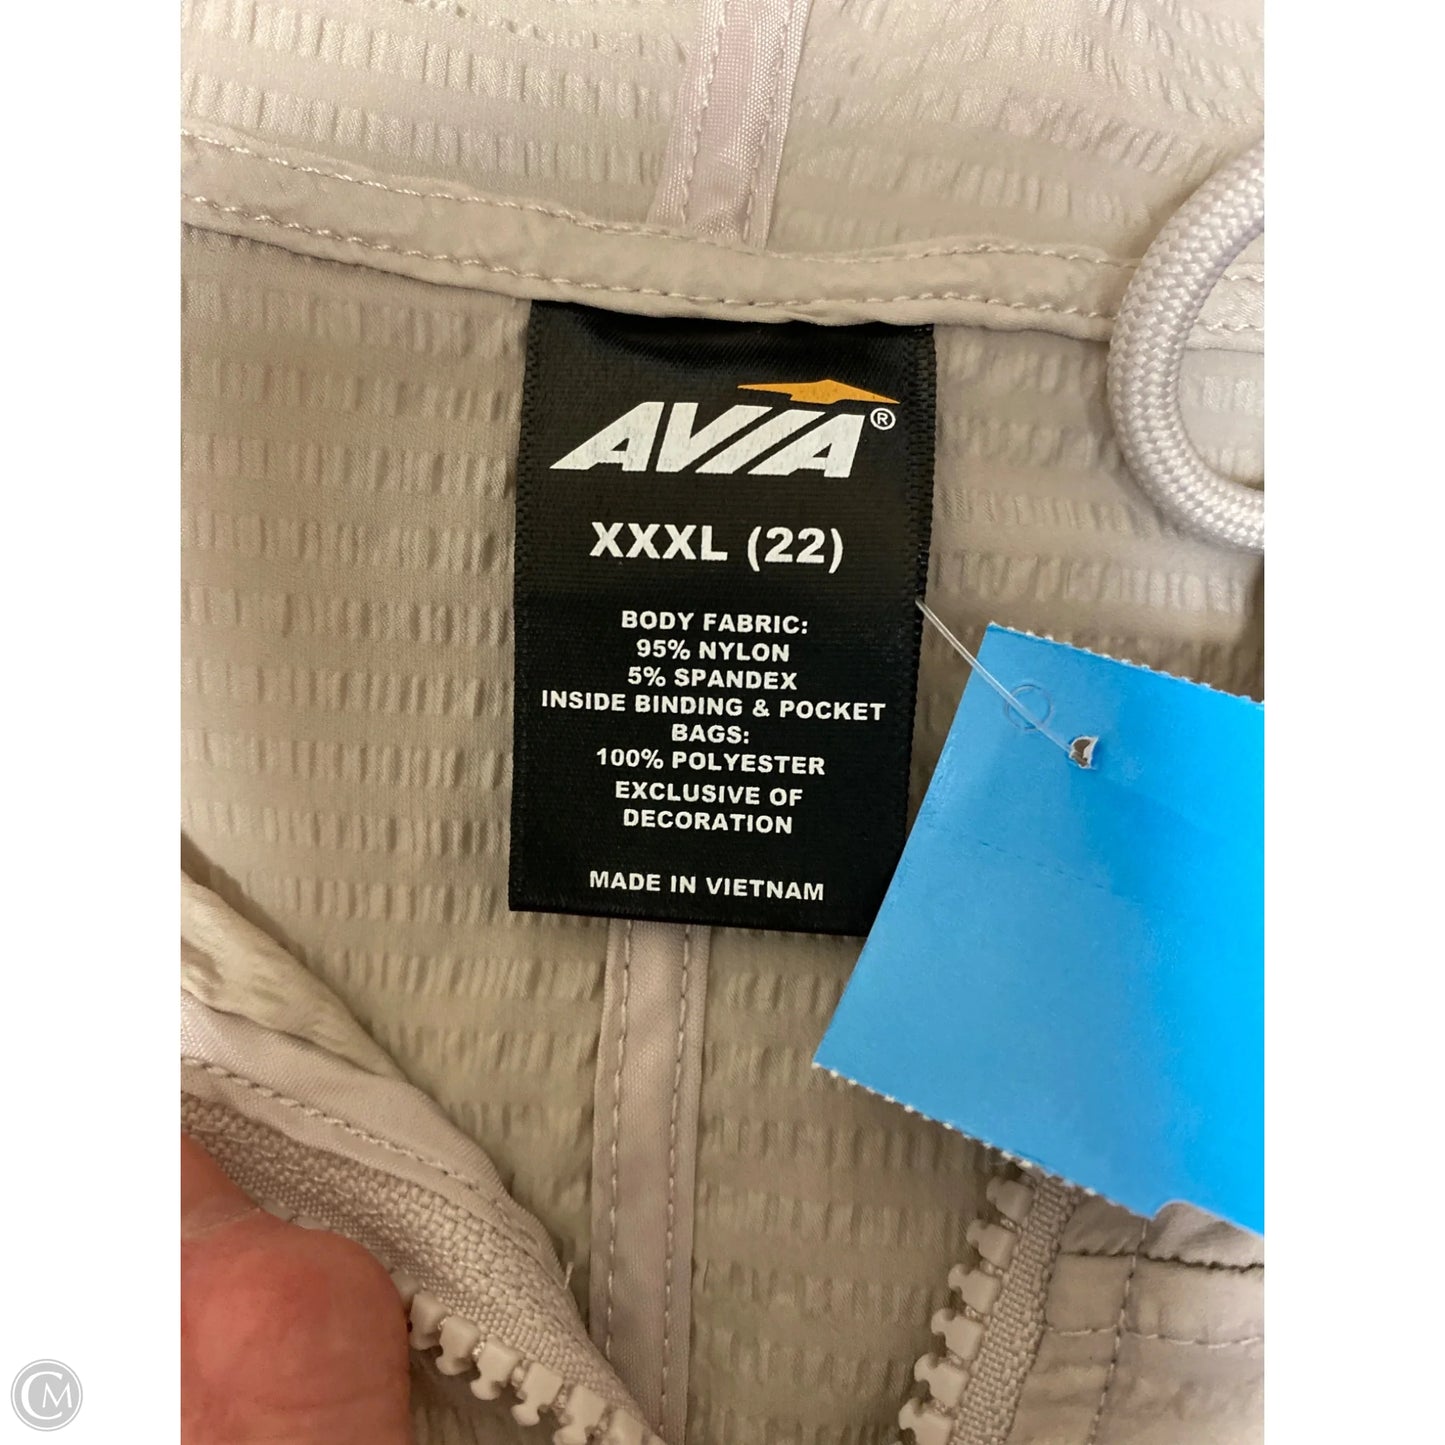 AVIA®
XXXL (22)
BODY FABRIC:
95% NYLON
5% SPANDEX
INSIDE BINDING & POCKET
BAGS:
100% POLYESTER
EXCLUSIVE OF
DECORATION
MADE IN VIETNAM
CM